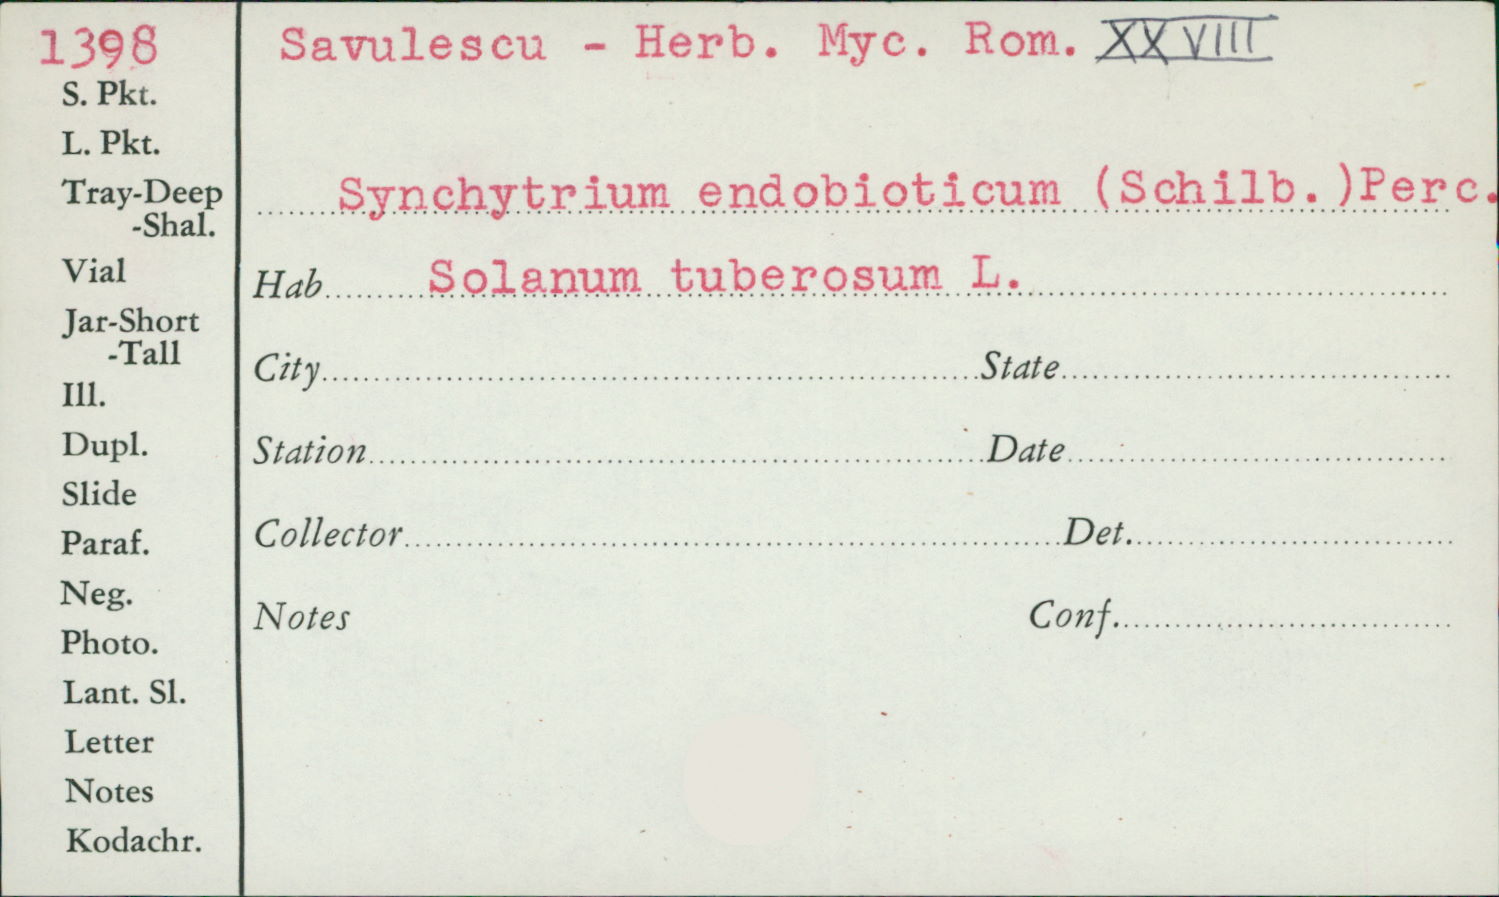 1398 Savulescu - Herb. Myc. Rom. XXVIII
S. Pkt.
L. Pkt.
Tray-Deep
-Shal.
Synchytrium endobioticum (Schilb.)Perc.
Vial
Hab Solanum tuberosum L.
Jar-Short
-Tall
City State
Ill.
Dupl.
Station Date
Slide
Paraf.
Collector Det.
Neg.
Notes Conf.
Photo.
Lant. Sl.
Letter
Notes
Kodachr.